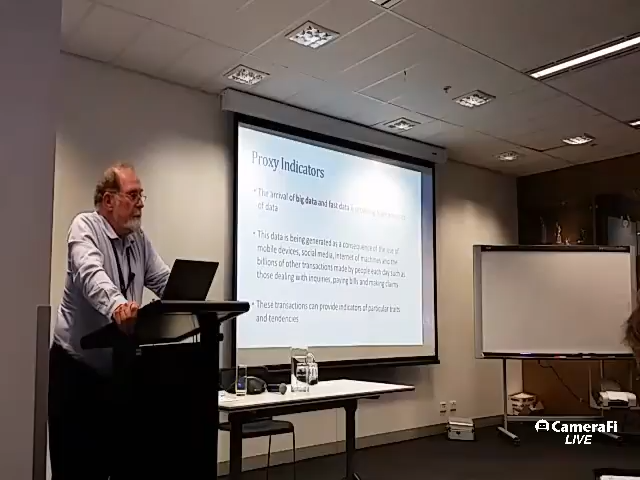 Proxy Indicators
• The arrival of big data and fast data
of data
• This data is being generated as a consequence of the use of
mobile devices, social media, internet of machines and the
billions of other transactions made by people each day such as
those dealing with inquiries, paying bills and making claims
• These transactions can provide indicators of particular traits
and tendencies
CameraFi
LIVE